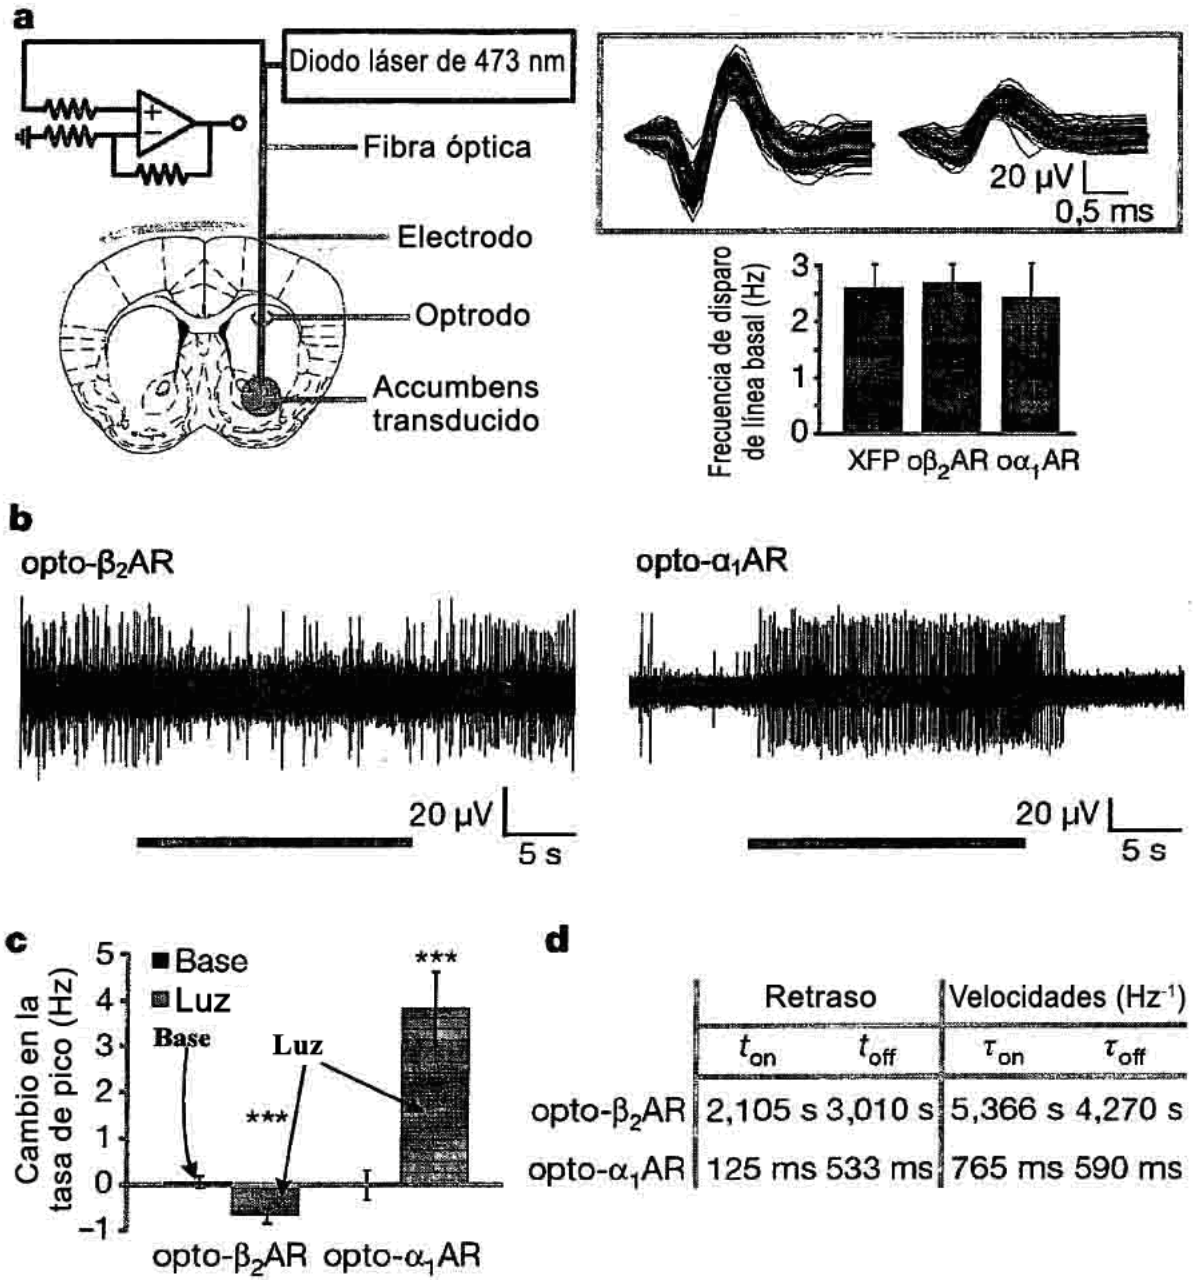 a
Diodo láser de 473 nm
+
−
Fibra óptica
Electrodo
Optrodo
Accumbens
transducido
20 µV
0,5 ms
Frecuencia de disparo
de línea basal (Hz)
3
2
1
0
XFP oβ₂AR oα₁AR
b
opto-β₂AR
opto-α₁AR
20 µV
5 s
20 µV
5 s
c
Cambio en la
tasa de pico (Hz)
5
4
3
2
1
0
−1
Base
Luz
Base
Luz
***
***
opto-β₂AR opto-α₁AR
d
Retraso Velocidades (Hz⁻¹)
tₒₙ tₒff τₒₙ τₒff
opto-β₂AR 2,105 s 3,010 s 5,366 s 4,270 s
opto-α₁AR 125 ms 533 ms 765 ms 590 ms